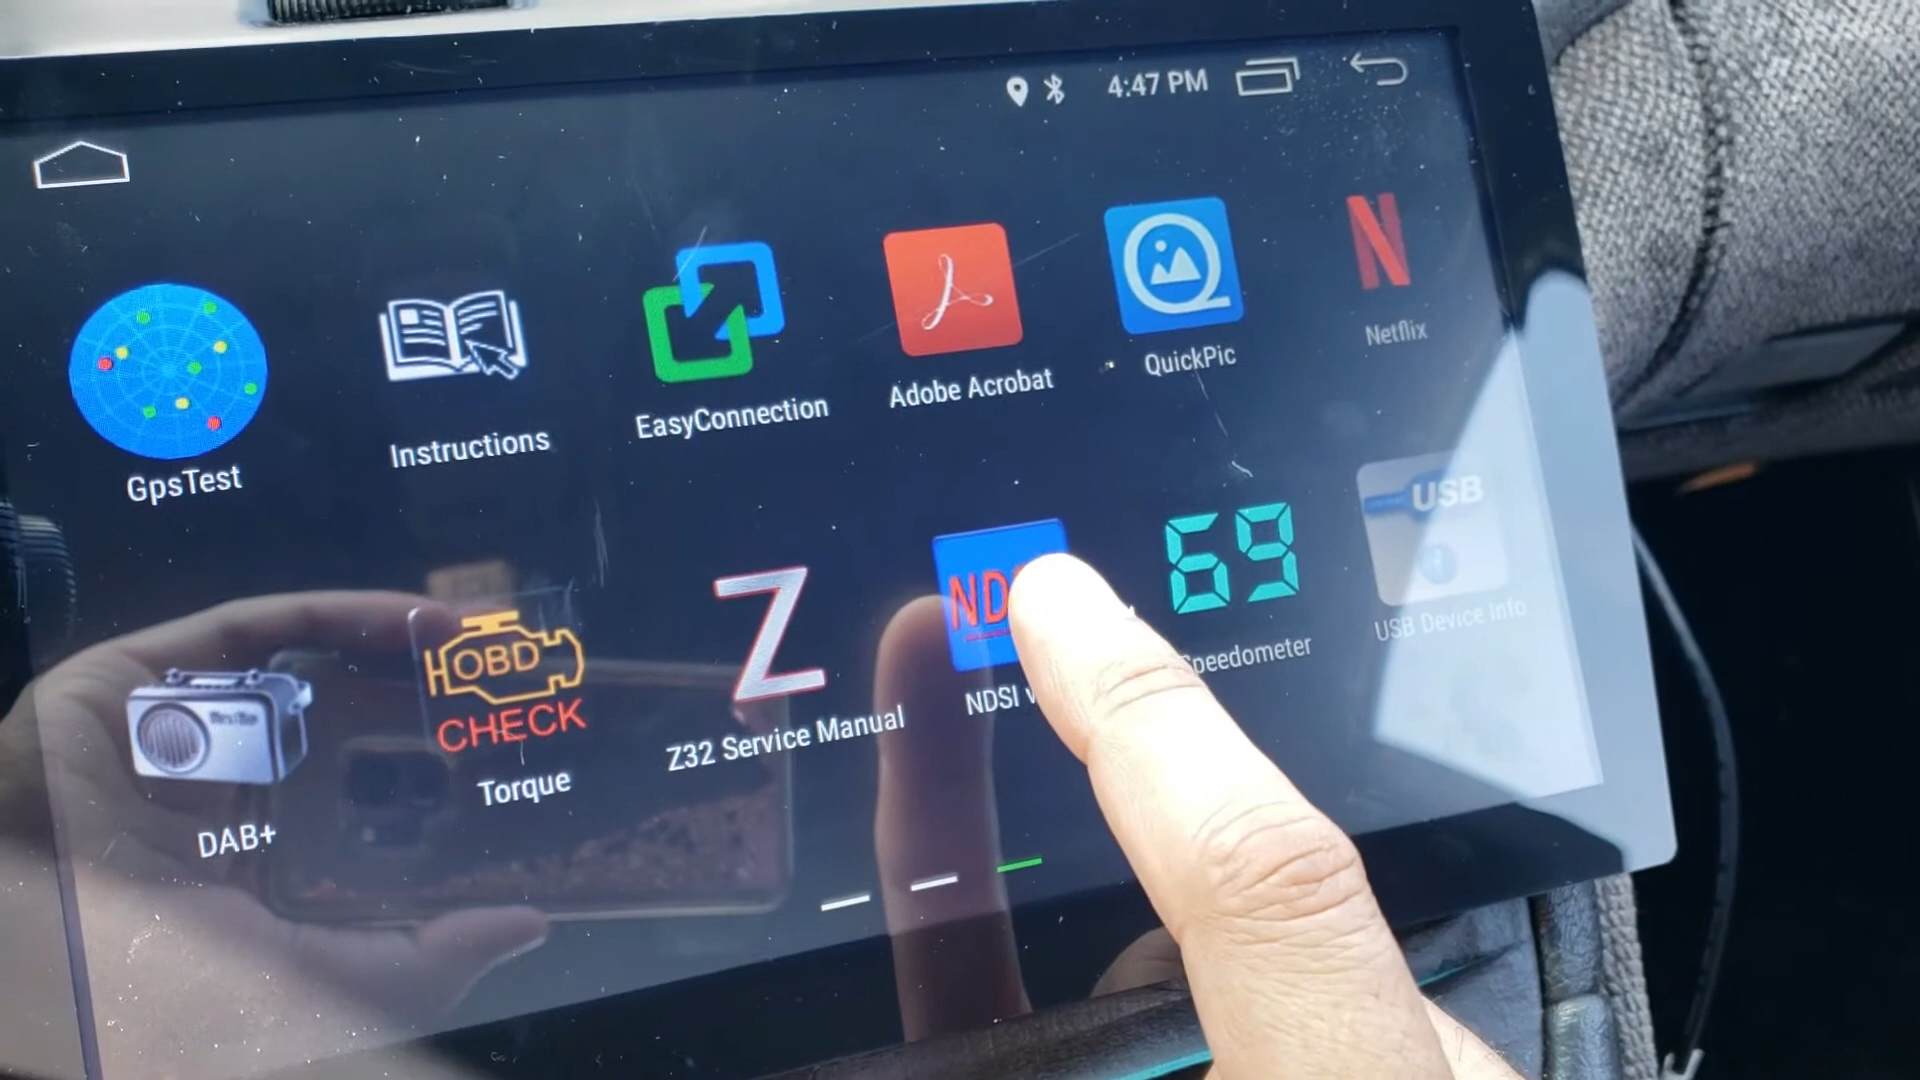 4:47 PM
GpsTest
Instructions
EasyConnection
Adobe Acrobat
QuickPic
N
Netflix
DAB+
OBD
CHECK
Torque
Z
Z32 Service Manual
ND
NDSI
69
Speedometer
USB
USB Device Info